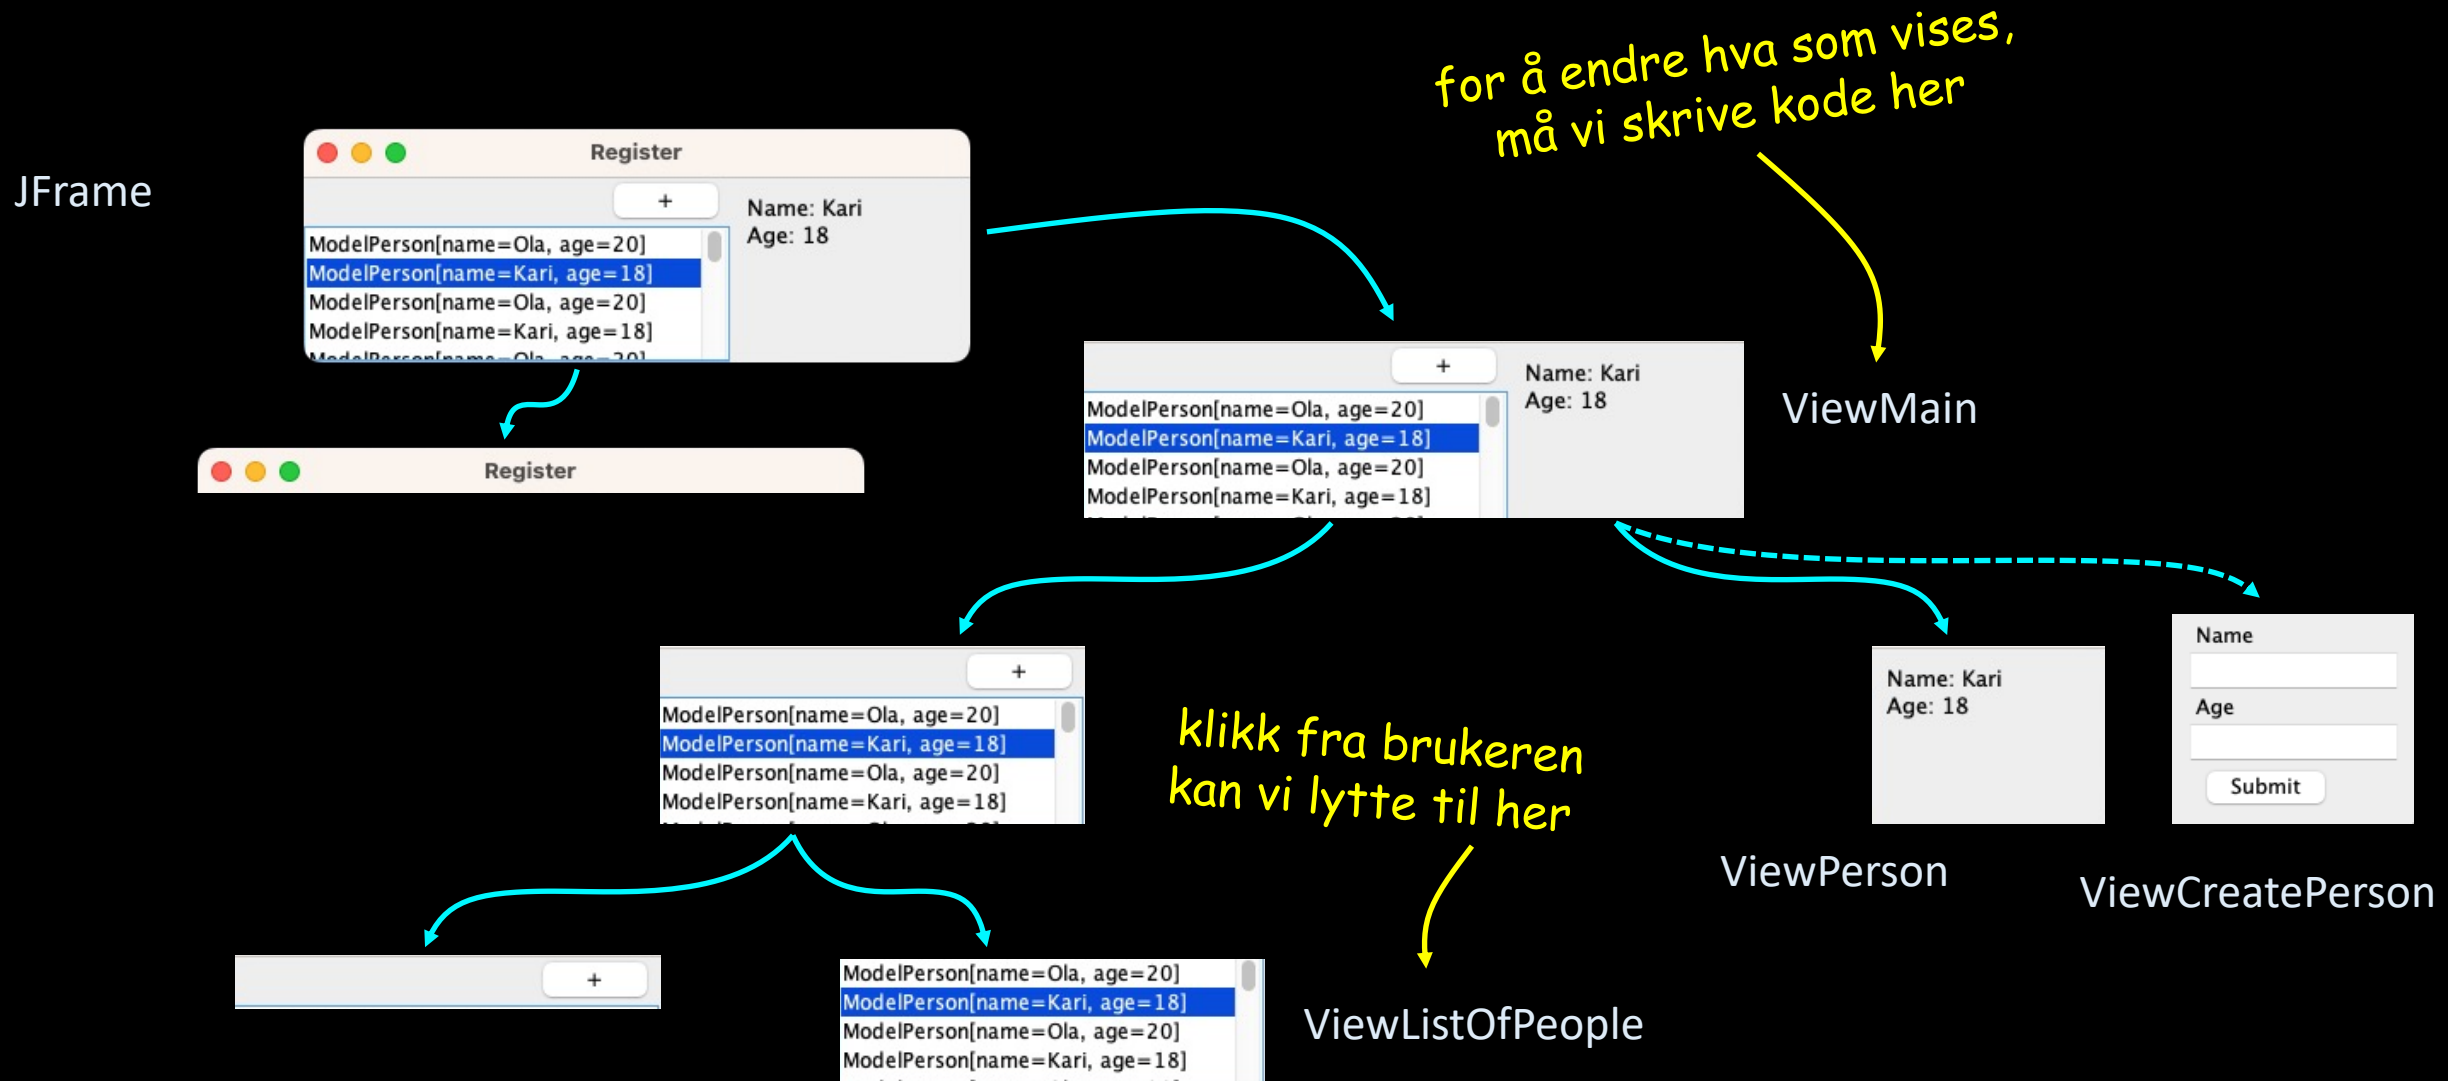 for å endre hva som vises,
må vi skrive kode her
JFrame
Register
+
Name: Kari
Age: 18
ModelPerson[name=Ola, age=20]
ModelPerson[name=Kari, age=18]
ModelPerson[name=Ola, age=20]
ModelPerson[name=Kari, age=18]
ModelPerson[name=Ola, age=20]
Register
+
Name: Kari
Age: 18
ModelPerson[name=Ola, age=20]
ModelPerson[name=Kari, age=18]
ModelPerson[name=Ola, age=20]
ModelPerson[name=Kari, age=18]
ViewMain
+
ModelPerson[name=Ola, age=20]
ModelPerson[name=Kari, age=18]
ModelPerson[name=Ola, age=20]
ModelPerson[name=Kari, age=18]
klikk fra brukeren
kan vi lytte til her
Name: Kari
Age: 18
ViewPerson
Name
Age
Submit
ViewCreatePerson
+
ModelPerson[name=Ola, age=20]
ModelPerson[name=Kari, age=18]
ModelPerson[name=Ola, age=20]
ModelPerson[name=Kari, age=18]
ViewListOfPeople